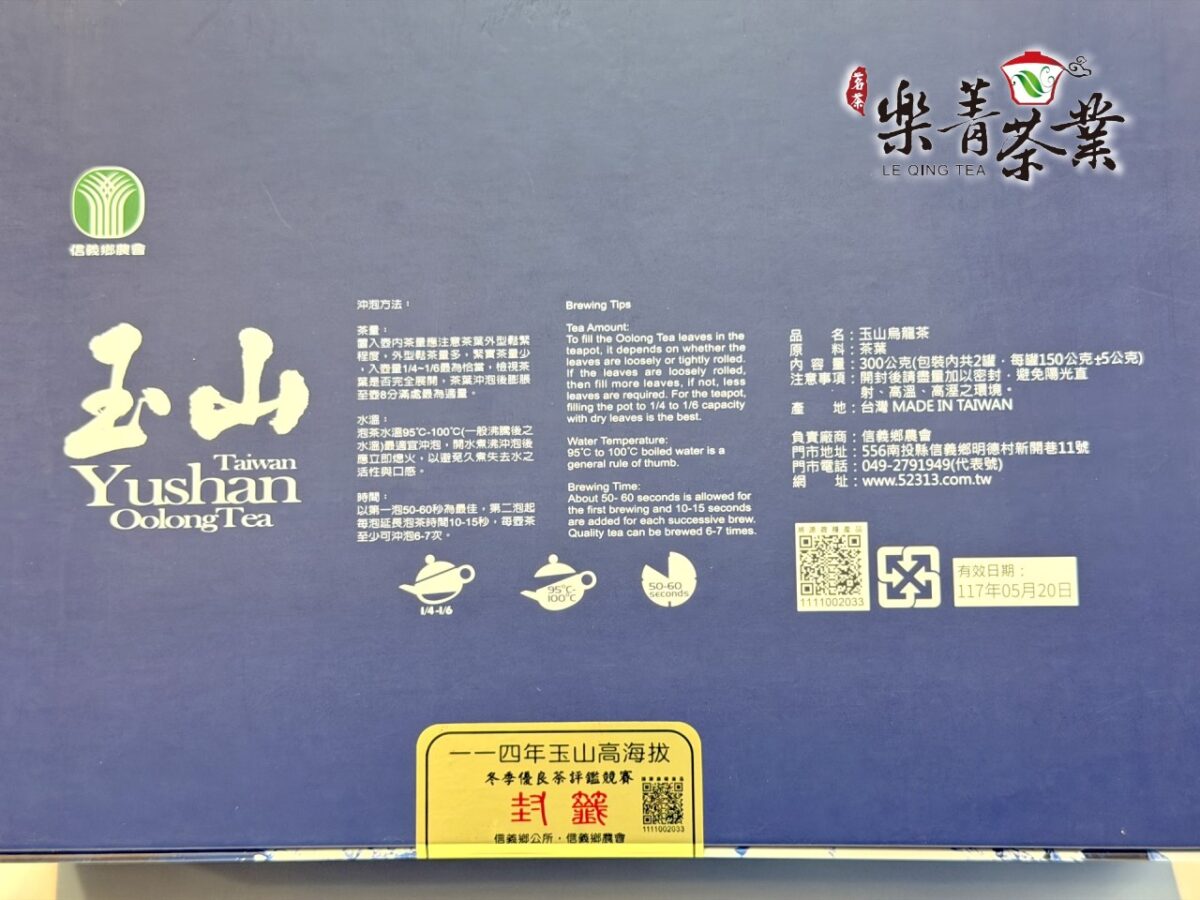 茗茶
樂菁茶業
LE QING TEA
信義鄉農會
玉山
Taiwan
Yushan
Oolong Tea
沖泡方法：
茶量：
置入壺內茶量應注意茶葉外型鬆緊
程度，外型鬆茶量多，緊實茶量少
，入壺量1/4~1/6最為恰當，檢視茶
葉是否完全展開，茶葉沖泡後膨脹
至壺8分滿處最為適量。
水溫：
泡茶水溫95°C-100°C(一般沸騰後之
水溫)最適宜沖泡，開水煮沸沖泡後
應立即熄火，以避免久煮失去水之
活性與口感。
時間：
以第一泡50-60秒為最佳，第二泡起
每泡延長泡茶時間10-15秒，每壺茶
至少可沖泡6-7次。
Brewing Tips
Tea Amount:
To fill the Oolong Tea leaves in the
teapot, it depends on whether the
leaves are loosely or tightly rolled.
If the leaves are loosely rolled,
then fill more leaves, if not, less
leaves are required. For the teapot,
filling the pot to 1/4 to 1/6 capacity
with dry leaves is the best.
Water Temperature:
95°C to 100°C boiled water is a
general rule of thumb.
Brewing Time:
About 50- 60 seconds is allowed for
the first brewing and 10-15 seconds
are added for each successive brew.
Quality tea can be brewed 6-7 times.
1/4-1/6
95°C-
100°C
50-60
seconds
品名：玉山烏龍茶
原料：茶葉
內容量：300公克(包裝內共2罐．每罐150公克±5公克)
注意事項：開封後請盡量加以密封．避免陽光直
射、高溫、高溼之環境。
產地：台灣 MADE IN TAIWAN
負責廠商：信義鄉農會
門市地址：556南投縣信義鄉明德村新開巷11號
門市電話：049-2791949(代表號)
網址：www.52313.com.tw
1111002033
有效日期：
117年05月20日
一一四年玉山高海拔
冬季優良茶評鑑競賽
封籤
1111002033
信義鄉公所．信義鄉農會